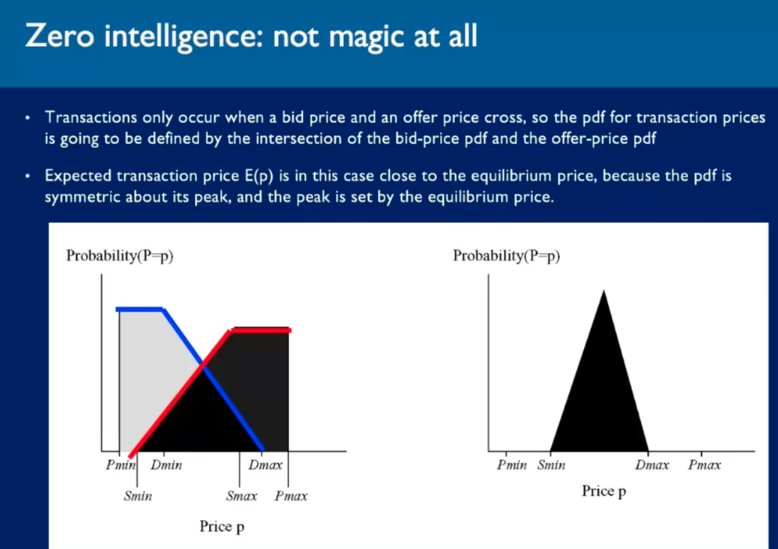 Zero intelligence: not magic at all
• Transactions only occur when a bid price and an offer price cross, so the pdf for transaction prices
is going to be defined by the intersection of the bid-price pdf and the offer-price pdf
• Expected transaction price E(p) is in this case close to the equilibrium price, because the pdf is
symmetric about its peak, and the peak is set by the equilibrium price.
Probability(P=p)
Pmin Dmin Dmax
Smin Smax Pmax
Price p
Probability(P=p)
Pmin Smin Dmax Pmax
Price p